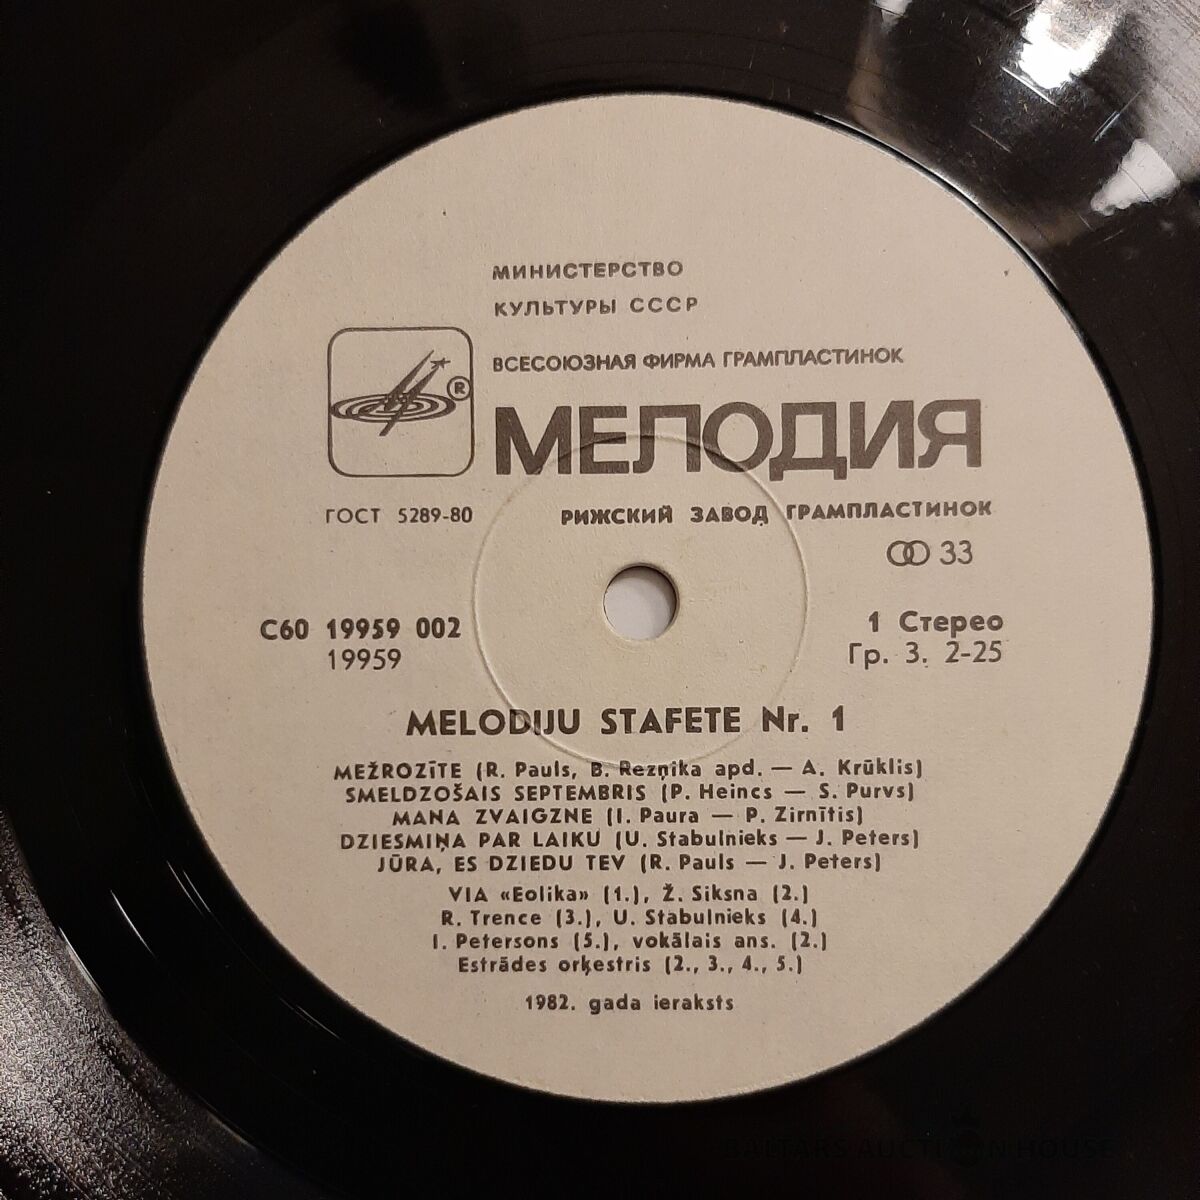 МИНИСТЕРСТВО
КУЛЬТУРЫ СССР
ВСЕСОЮЗНАЯ ФИРМА ГРАМПЛАСТИНОК
®
МЕЛОДИЯ
ГОСТ 5289-80
РИЖСКИЙ ЗАВОД ГРАМПЛАСТИНОК
33
С60 19959 002
1 Стерео
19959
Гр. 3. 2-25
MELODIJU STAFETE Nr. 1
MEŽROZĪTE (R. Pauls, B. Rezņika apd. — A. Krūklis)
SMELDZOŠAIS SEPTEMBRIS (P. Heincs — S. Purvs)
MANA ZVAIGZNE (I. Paura — P. Zirnītis)
DZIESMIŅA PAR LAIKU (U. Stabulnieks — J. Peters)
JŪRA, ES DZIEDU TEV (R. Pauls — J. Peters)
VIA «Eolika» (1.), Ž. Siksna (2.)
R. Trence (3.), U. Stabulnieks (4.)
I. Petersons (5.), vokālais ans. (2.)
Estrādes orķestris (2., 3., 4., 5.)
1982. gada ieraksts
BALTARS AUCTION HOUSE